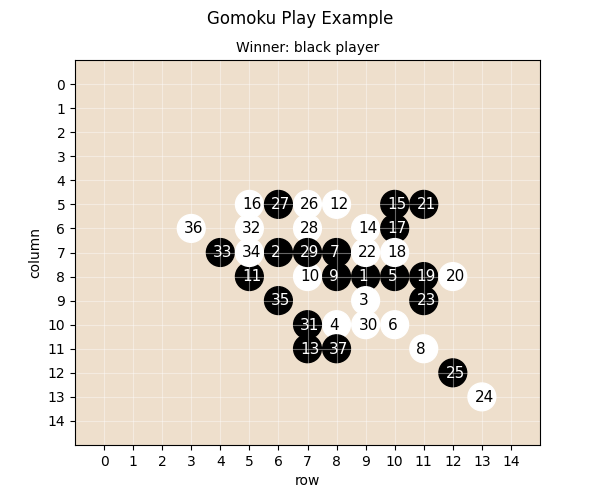 Gomoku Play Example
Winner: black player
0
1
2
3
4
5 16 27 26 12 15 21
6 36 32 28 14 17
7 33 34 2 29 7 22 18
column
8 11 10 9 1 5 19 20
9 35 3 23
10 31 4 30 6
11 13 37 8
12 25
13 24
14
0 1 2 3 4 5 6 7 8 9 10 11 12 13 14
row